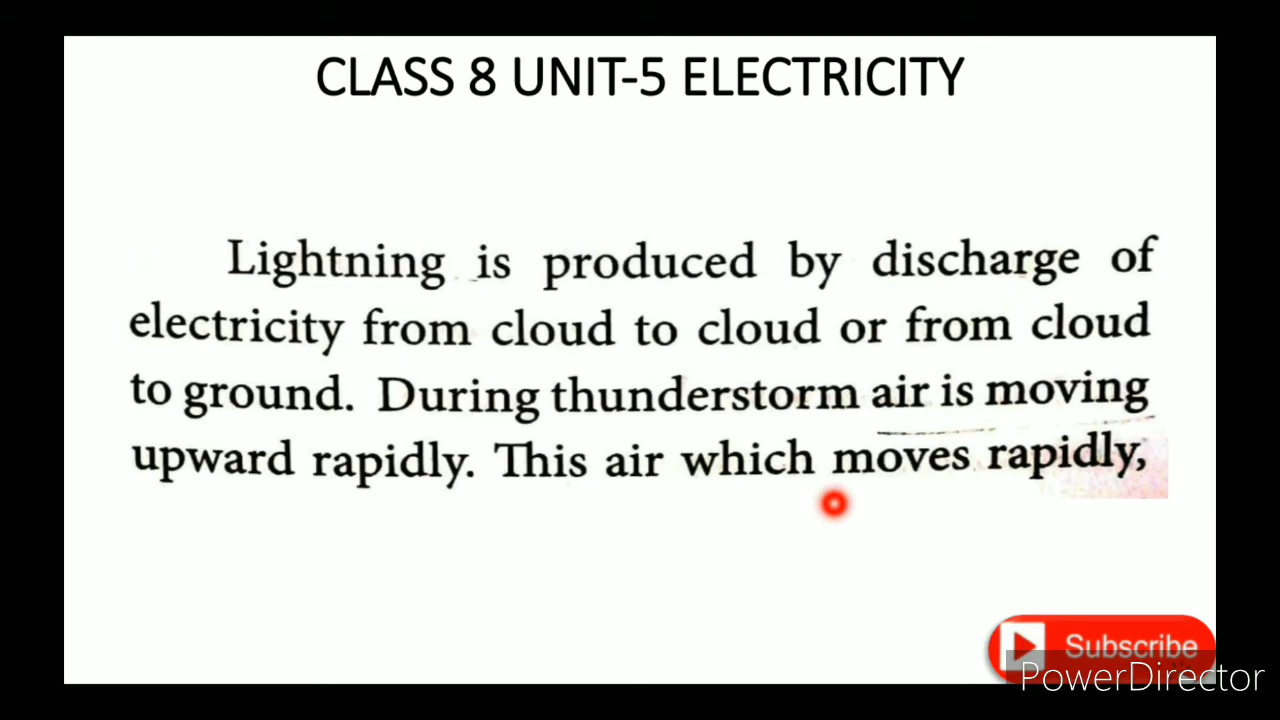 CLASS 8 UNIT-5 ELECTRICITY
Lightning is produced by discharge of
electricity from cloud to cloud or from cloud
to ground. During thunderstorm air is moving
upward rapidly. This air which moves rapidly,
Subscribe
PowerDirector